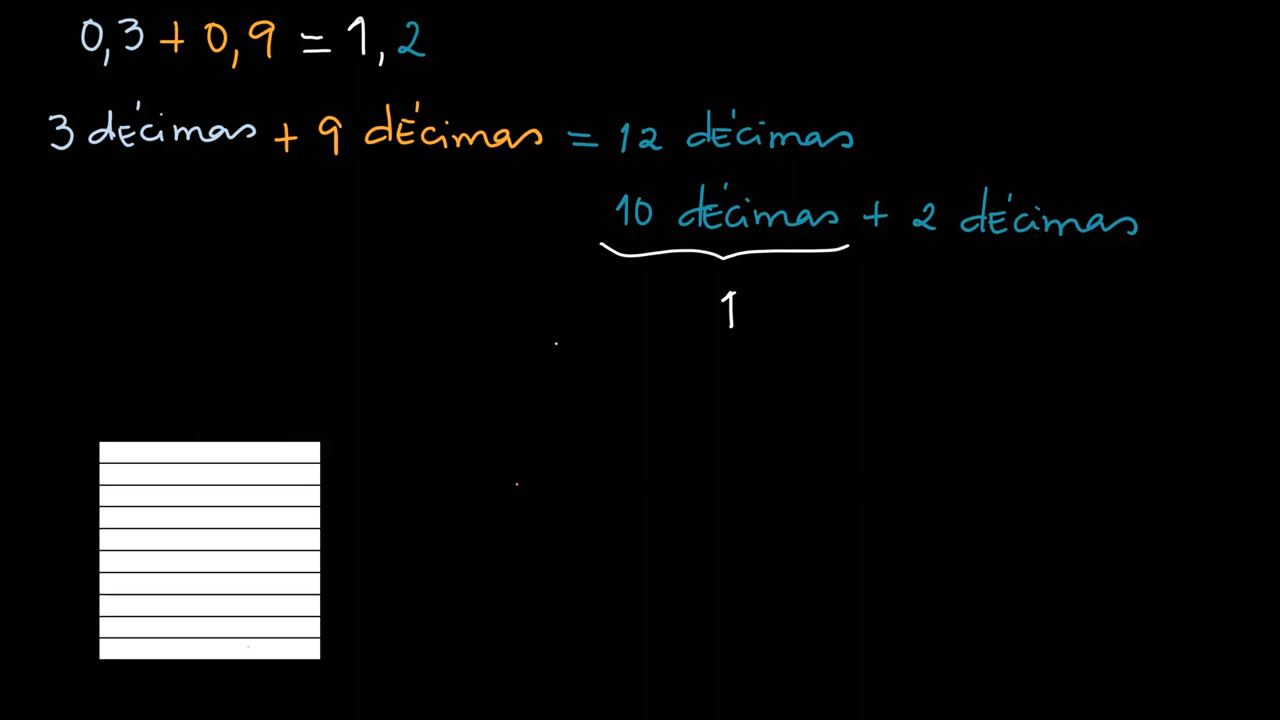 0,3 + 0,9 = 1,2
3 décimas + 9 décimas = 12 décimas
10 décimas + 2 décimas
1